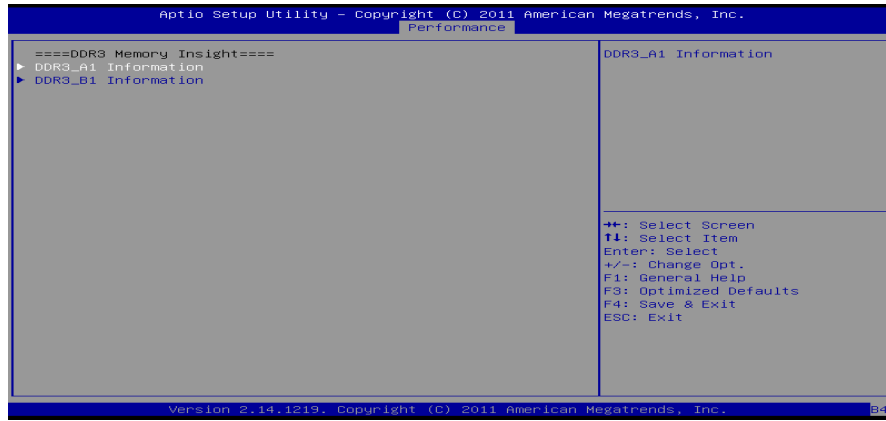 Aptio Setup Utility – Copyright (C) 2011 American Megatrends, Inc.
Performance
====DDR3 Memory Insight====
► DDR3_A1 Information
► DDR3_B1 Information
DDR3_A1 Information
→←: Select Screen
↑↓: Select Item
Enter: Select
+/-: Change Opt.
F1: General Help
F3: Optimized Defaults
F4: Save & Exit
ESC: Exit
Version 2.14.1219. Copyright (C) 2011 American Megatrends, Inc.
B4